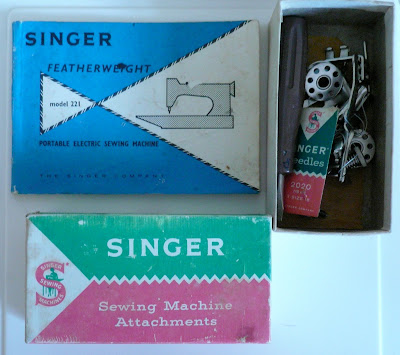 SINGER
FEATHERWEIGHT
model 221
PORTABLE ELECTRIC SEWING MACHINE
THE SINGER COMPANY
SINGER
Needles
2020
SINGER
SEWING
MACHINES
SINGER
Sewing Machine
Attachments